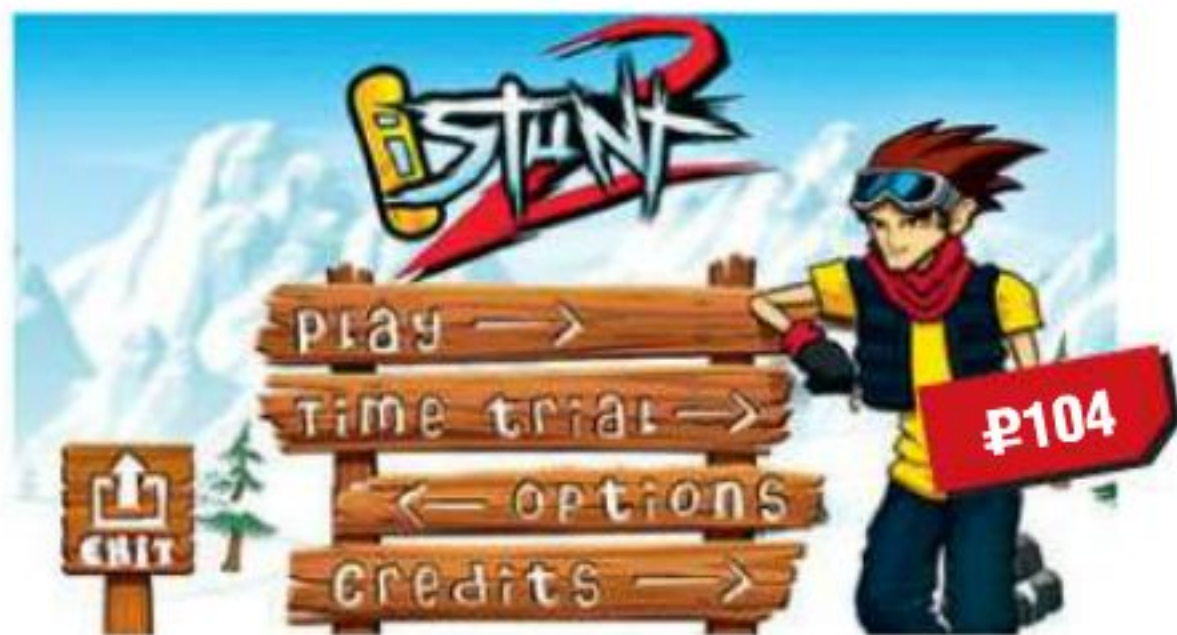 iSTUNT 2
PLAY
Time trial
options
credits
EXIT
₽104